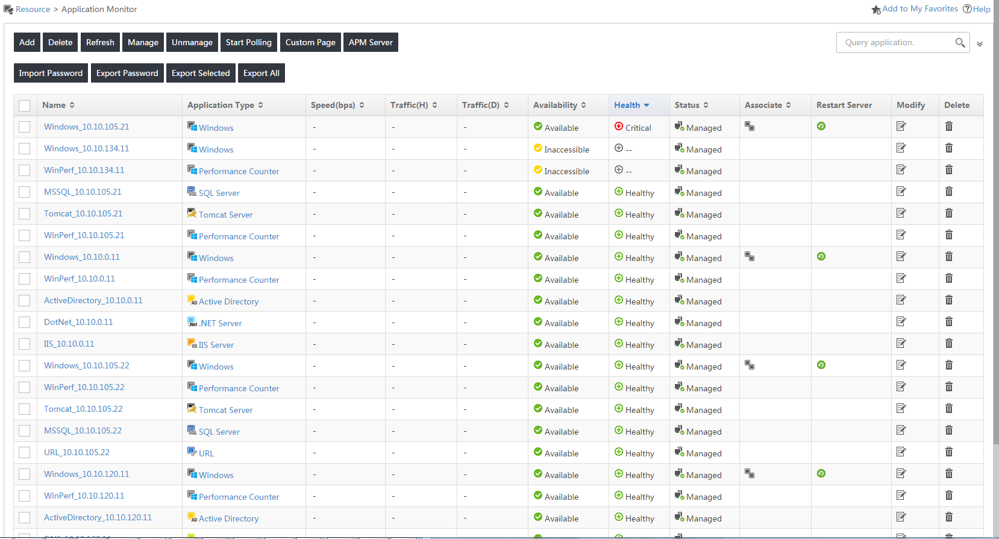 Resource > Application Monitor
Add to My Favorites Help
Add Delete Refresh Manage Unmanage Start Polling Custom Page APM Server
Query application.
Import Password Export Password Export Selected Export All
Name Application Type Speed(bps) Traffic(H) Traffic(D) Availability Health Status Associate Restart Server Modify Delete
Windows_10.10.105.21 Windows - - - Available Critical Managed
Windows_10.10.134.11 Windows - - - Inaccessible -- Managed
WinPerf_10.10.134.11 Performance Counter - - - Inaccessible -- Managed
MSSQL_10.10.105.21 SQL Server - - - Available Healthy Managed
Tomcat_10.10.105.21 Tomcat Server - - - Available Healthy Managed
WinPerf_10.10.105.21 Performance Counter - - - Available Healthy Managed
Windows_10.10.0.11 Windows - - - Available Healthy Managed
WinPerf_10.10.0.11 Performance Counter - - - Available Healthy Managed
ActiveDirectory_10.10.0.11 Active Directory - - - Available Healthy Managed
DotNet_10.10.0.11 .NET Server - - - Available Healthy Managed
IIS_10.10.0.11 IIS Server - - - Available Healthy Managed
Windows_10.10.105.22 Windows - - - Available Healthy Managed
WinPerf_10.10.105.22 Performance Counter - - - Available Healthy Managed
Tomcat_10.10.105.22 Tomcat Server - - - Available Healthy Managed
MSSQL_10.10.105.22 SQL Server - - - Available Healthy Managed
URL_10.10.105.22 URL - - - Available Healthy Managed
Windows_10.10.120.11 Windows - - - Available Healthy Managed
WinPerf_10.10.120.11 Performance Counter - - - Available Healthy Managed
ActiveDirectory_10.10.120.11 Active Directory - - - Available Healthy Managed